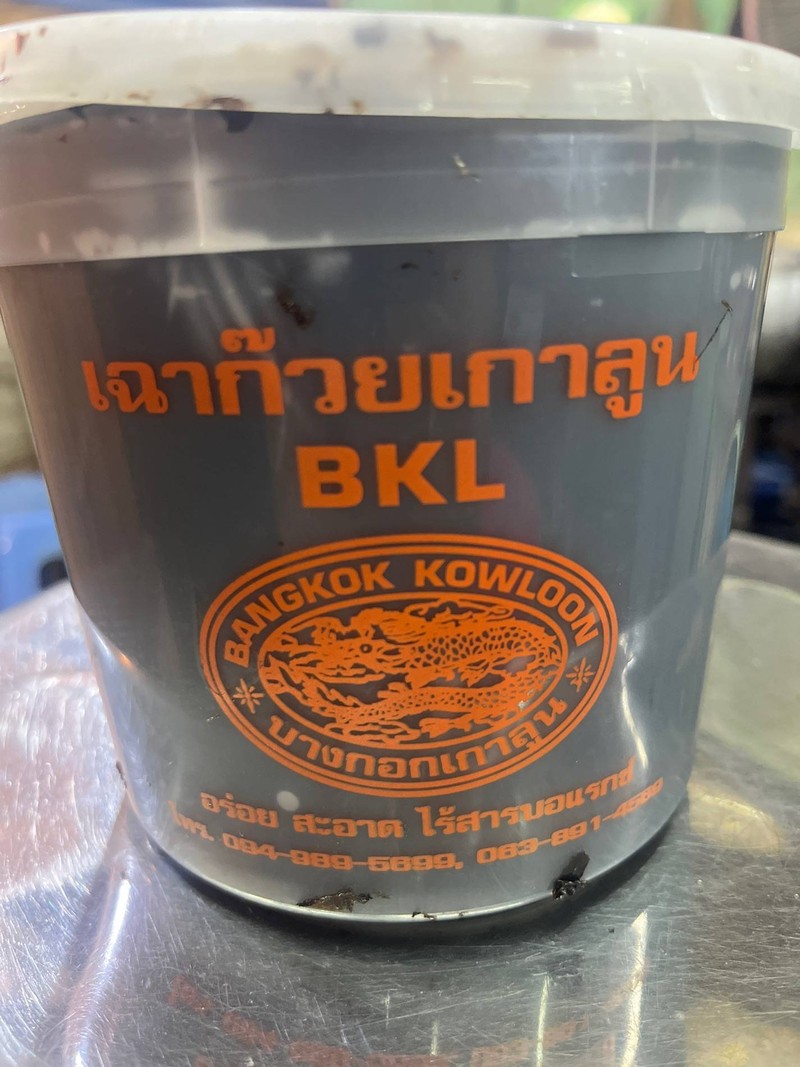 เฉาก๊วยเกาลูน
BKL
BANGKOK KOWLOON
บางกอกเกาลูน
อร่อย สะอาด ไร้สารบอแรกซ์
โทร. 094-989-5699, 063-891-4589